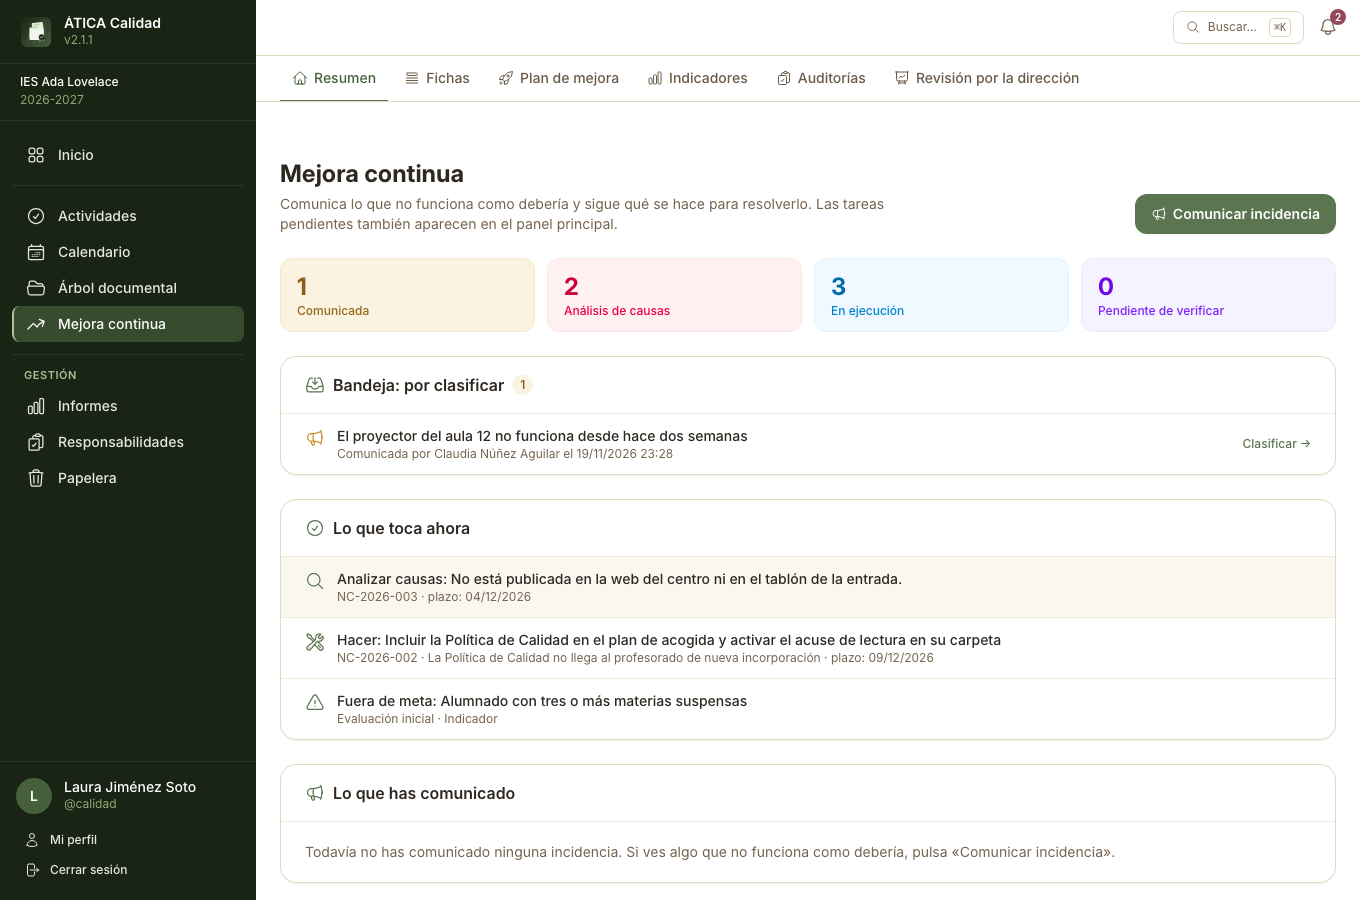 ÁTICA Calidad
v2.1.1
IES Ada Lovelace
2026-2027
Inicio
Actividades
Calendario
Árbol documental
Mejora continua
GESTIÓN
Informes
Responsabilidades
Papelera
L
Laura Jiménez Soto
@calidad
Mi perfil
Cerrar sesión
Buscar...
⌘K
2
Resumen
Fichas
Plan de mejora
Indicadores
Auditorías
Revisión por la dirección
Mejora continua
Comunica lo que no funciona como debería y sigue qué se hace para resolverlo. Las tareas
pendientes también aparecen en el panel principal.
Comunicar incidencia
1
Comunicada
2
Análisis de causas
3
En ejecución
0
Pendiente de verificar
Bandeja: por clasificar 1
El proyector del aula 12 no funciona desde hace dos semanas
Comunicada por Claudia Núñez Aguilar el 19/11/2026 23:28
Clasificar →
Lo que toca ahora
Analizar causas: No está publicada en la web del centro ni en el tablón de la entrada.
NC-2026-003 · plazo: 04/12/2026
Hacer: Incluir la Política de Calidad en el plan de acogida y activar el acuse de lectura en su carpeta
NC-2026-002 · La Política de Calidad no llega al profesorado de nueva incorporación · plazo: 09/12/2026
Fuera de meta: Alumnado con tres o más materias suspensas
Evaluación inicial · Indicador
Lo que has comunicado
Todavía no has comunicado ninguna incidencia. Si ves algo que no funciona como debería, pulsa «Comunicar incidencia».